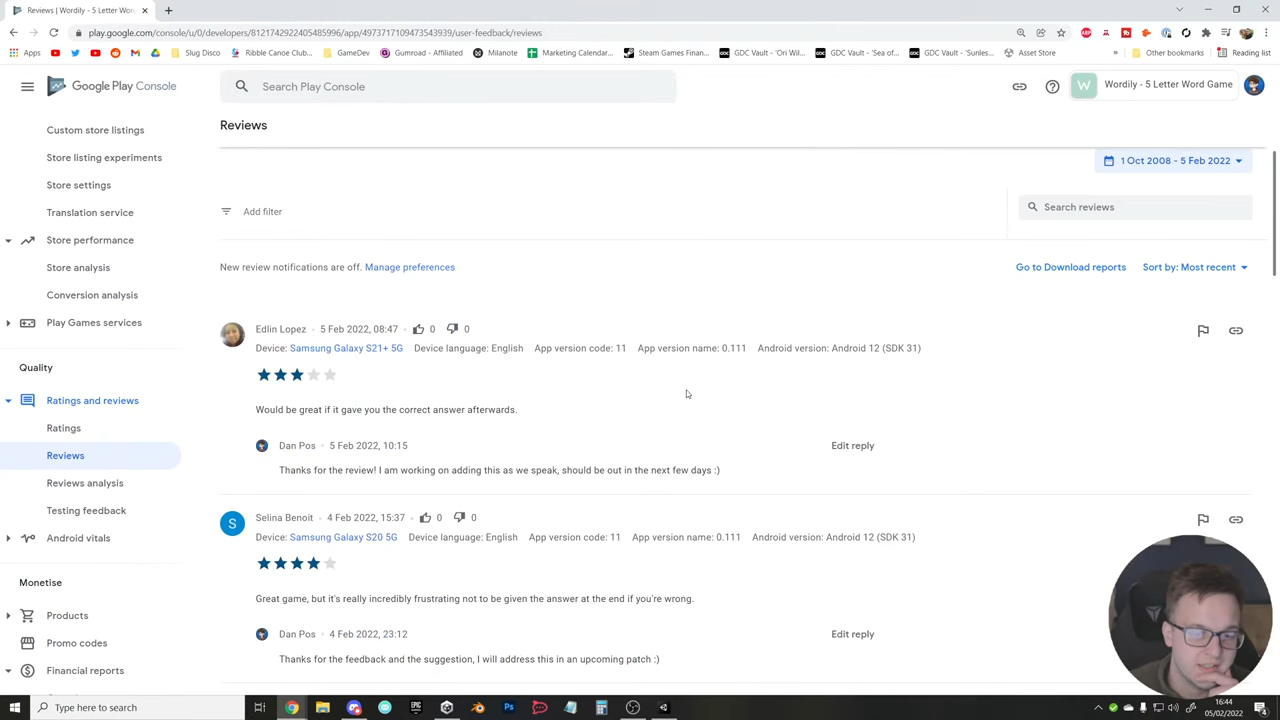 Reviews | Wordily - 5 Letter Word
play.google.com/console/u/0/developers/8121742922405485996/app/4973717109473543939/user-feedback/reviews
Apps
Slug Disco
Ribble Canoe Club...
GameDev
Gumroad - Affiliated
Milanote
Marketing Calendar...
Steam Games Finan...
GDC Vault - 'Ori Wil...
GDC Vault - 'Sea of...
GDC Vault - 'Sunles...
Asset Store
»
Other bookmarks
Reading list
Google Play Console
Search Play Console
W
Wordily - 5 Letter Word Game
Custom store listings
Store listing experiments
Store settings
Translation service
Store performance
Store analysis
Conversion analysis
Play Games services
Quality
Ratings and reviews
Ratings
Reviews
Reviews analysis
Testing feedback
Android vitals
Monetise
Products
Promo codes
Financial reports
Reviews
1 Oct 2008 - 5 Feb 2022
Add filter
Search reviews
New review notifications are off. Manage preferences
Go to Download reports
Sort by: Most recent
Edlin Lopez · 5 Feb 2022, 08:47 · 0 0
Device: Samsung Galaxy S21+ 5G Device language: English App version code: 11 App version name: 0.111 Android version: Android 12 (SDK 31)
Would be great if it gave you the correct answer afterwards.
Dan Pos · 5 Feb 2022, 10:15
Edit reply
Thanks for the review! I am working on adding this as we speak, should be out in the next few days :)
S
Selina Benoit · 4 Feb 2022, 15:37 · 0 0
Device: Samsung Galaxy S20 5G Device language: English App version code: 11 App version name: 0.111 Android version: Android 12 (SDK 31)
Great game, but it's really incredibly frustrating not to be given the answer at the end if you're wrong.
Dan Pos · 4 Feb 2022, 23:12
Edit reply
Thanks for the feedback and the suggestion, I will address this in an upcoming patch :)
Type here to search
16:44
05/02/2022